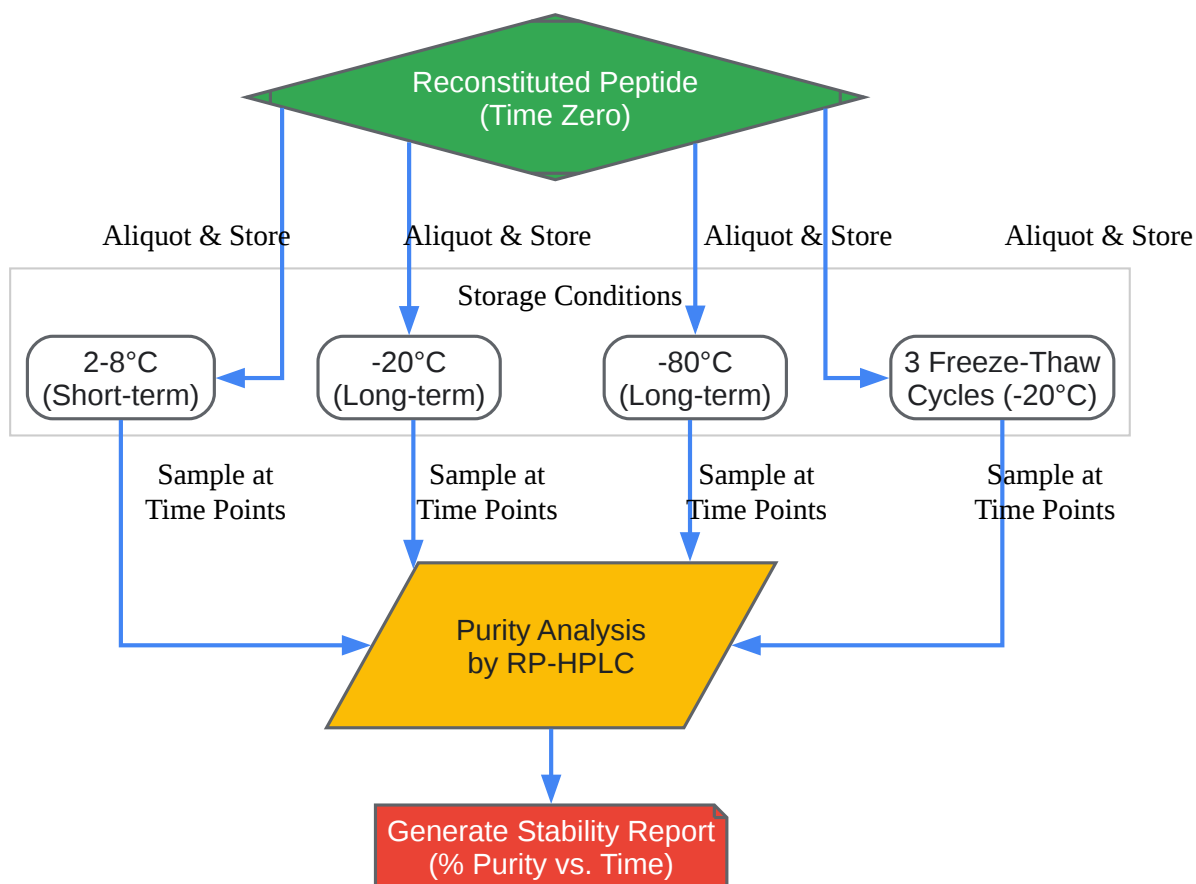 Reconstituted Peptide
(Time Zero)
Aliquot & Store
Aliquot & Store
Aliquot & Store
Aliquot & Store
Storage Conditions
2-8°C
(Short-term)
-20°C
(Long-term)
-80°C
(Long-term)
3 Freeze-Thaw
Cycles (-20°C)
Sample at
Time Points
Sample at
Time Points
Sample at
Time Points
Sample at
Time Points
Purity Analysis
by RP-HPLC
Generate Stability Report
(% Purity vs. Time)